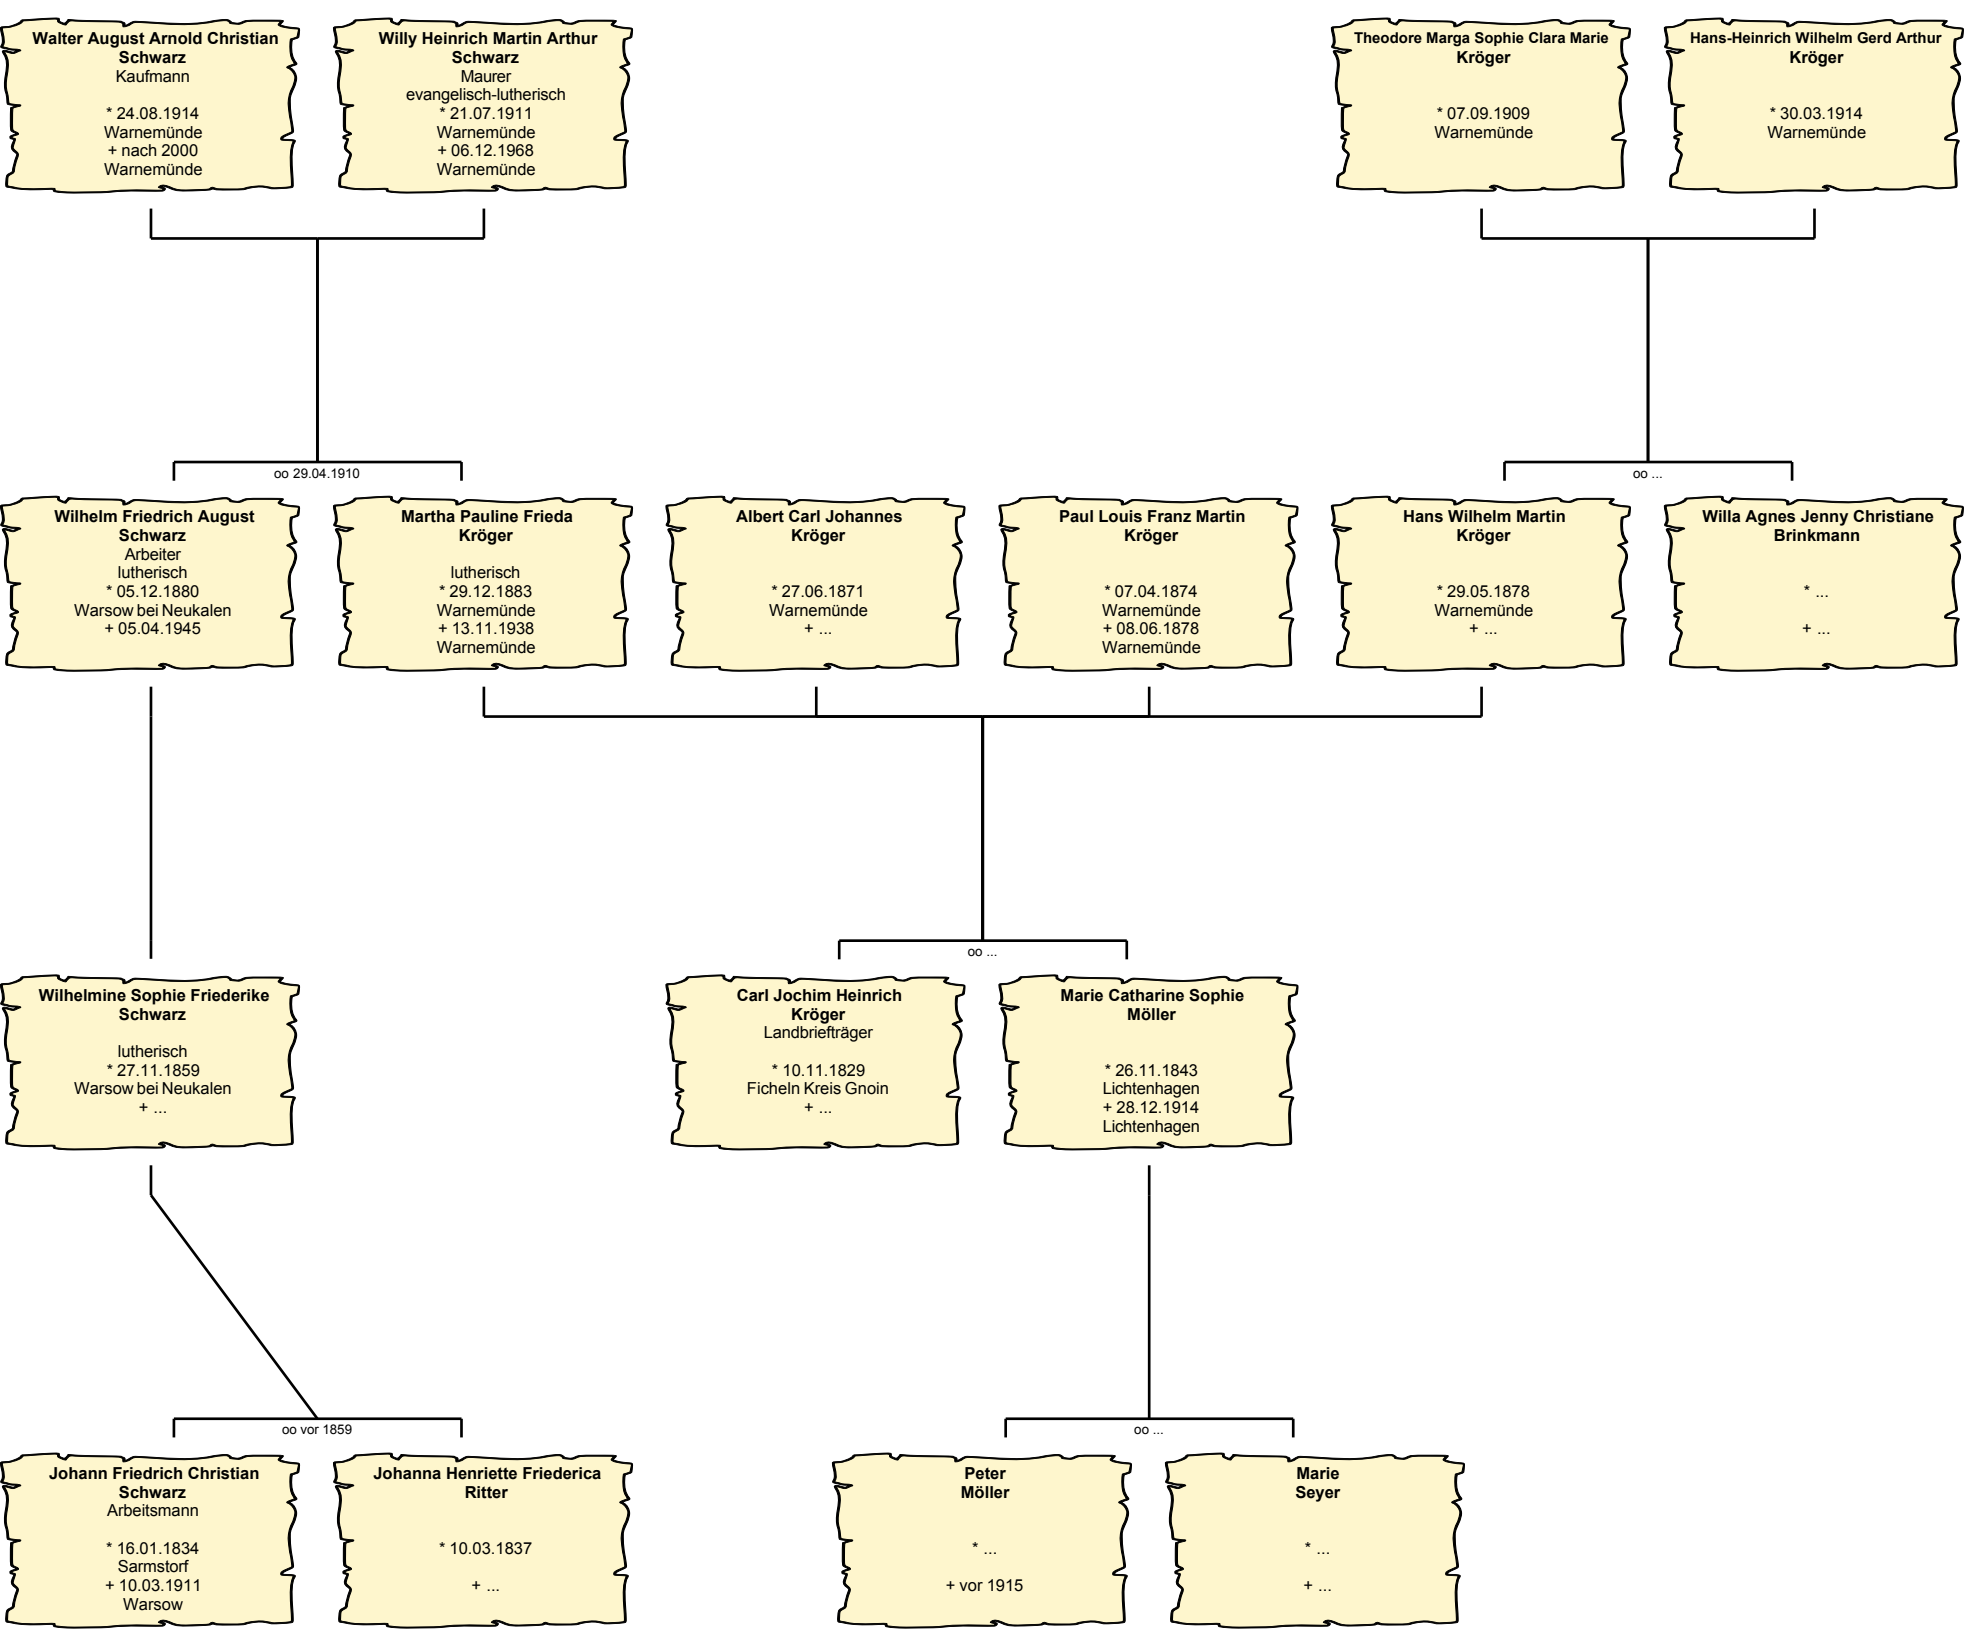 Walter August Arnold Christian
Schwarz
Kaufmann
* 24.08.1914
Warnemünde
+ nach 2000
Warnemünde
Willy Heinrich Martin Arthur
Schwarz
Maurer
evangelisch-lutherisch
* 21.07.1911
Warnemünde
+ 06.12.1968
Warnemünde
Theodore Marga Sophie Clara Marie
Kröger
* 07.09.1909
Warnemünde
Hans-Heinrich Wilhelm Gerd Arthur
Kröger
* 30.03.1914
Warnemünde
oo 29.04.1910
oo ...
Wilhelm Friedrich August
Schwarz
Arbeiter
lutherisch
* 05.12.1880
Warsow bei Neukalen
+ 05.04.1945
Martha Pauline Frieda
Kröger
lutherisch
* 29.12.1883
Warnemünde
+ 13.11.1938
Warnemünde
Albert Carl Johannes
Kröger
* 27.06.1871
Warnemünde
+ ...
Paul Louis Franz Martin
Kröger
* 07.04.1874
Warnemünde
+ 08.06.1878
Warnemünde
Hans Wilhelm Martin
Kröger
* 29.05.1878
Warnemünde
+ ...
Willa Agnes Jenny Christiane
Brinkmann
* ...
+ ...
oo ...
Wilhelmine Sophie Friederike
Schwarz
lutherisch
* 27.11.1859
Warsow bei Neukalen
+ ...
Carl Jochim Heinrich
Kröger
Landbriefträger
* 10.11.1829
Ficheln Kreis Gnoin
+ ...
Marie Catharine Sophie
Möller
* 26.11.1843
Lichtenhagen
+ 28.12.1914
Lichtenhagen
oo vor 1859
oo ...
Johann Friedrich Christian
Schwarz
Arbeitsmann
* 16.01.1834
Sarmstorf
+ 10.03.1911
Warsow
Johanna Henriette Friederica
Ritter
* 10.03.1837
+ ...
Peter
Möller
* ...
+ vor 1915
Marie
Seyer
* ...
+ ...